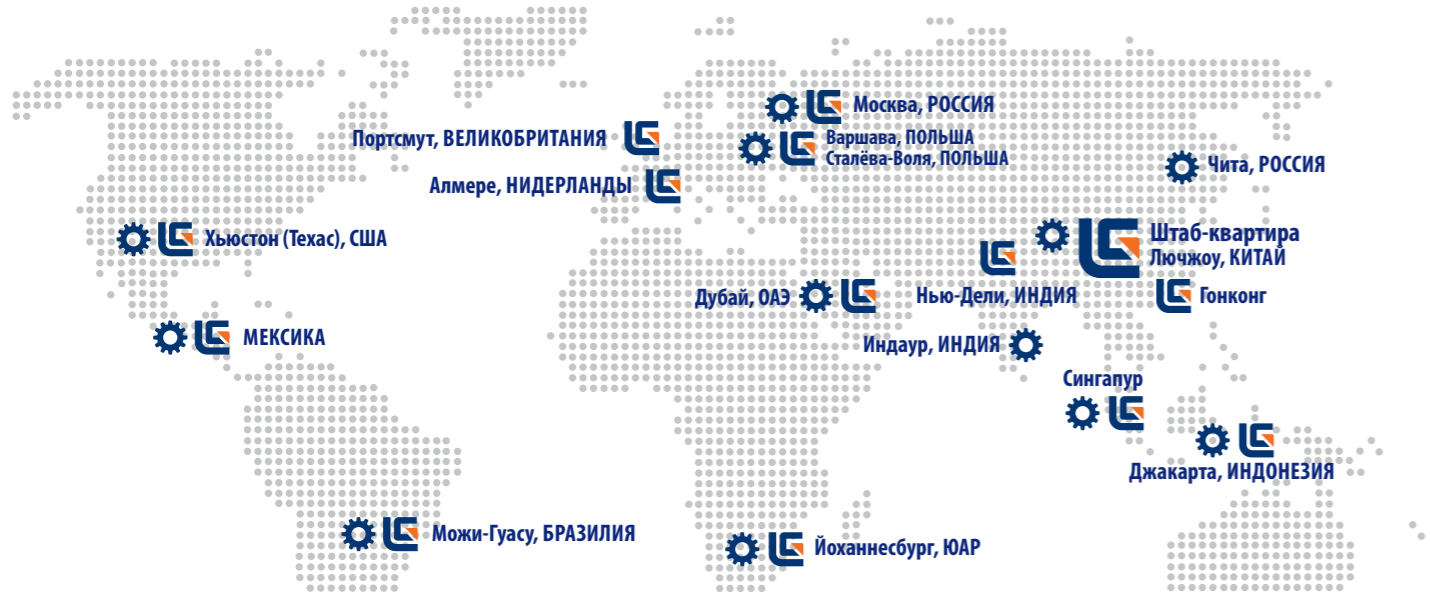 Москва, РОССИЯ
Портсмут, ВЕЛИКОБРИТАНИЯ
Варшава, ПОЛЬША
Сталёва-Воля, ПОЛЬША
Чита, РОССИЯ
Алмере, НИДЕРЛАНДЫ
Хьюстон (Техас), США
Штаб-квартира
Лючжоу, КИТАЙ
Дубай, ОАЭ
Нью-Дели, ИНДИЯ
Гонконг
МЕКСИКА
Индаур, ИНДИЯ
Сингапур
Джакарта, ИНДОНЕЗИЯ
Можи-Гуасу, БРАЗИЛИЯ
Йоханнесбург, ЮАР